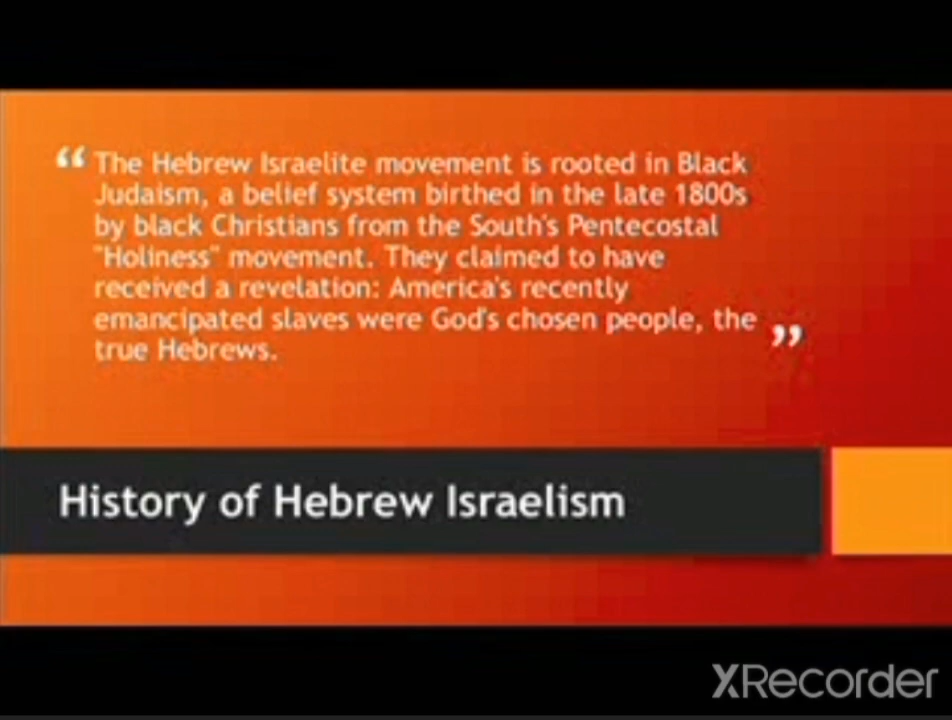 “ The Hebrew Israelite movement is rooted in Black
Judaism, a belief system birthed in the late 1800s
by black Christians from the South's Pentecostal
"Holiness" movement. They claimed to have
received a revelation: America's recently
emancipated slaves were God's chosen people, the
true Hebrews. ”
History of Hebrew Israelism
XRecorder